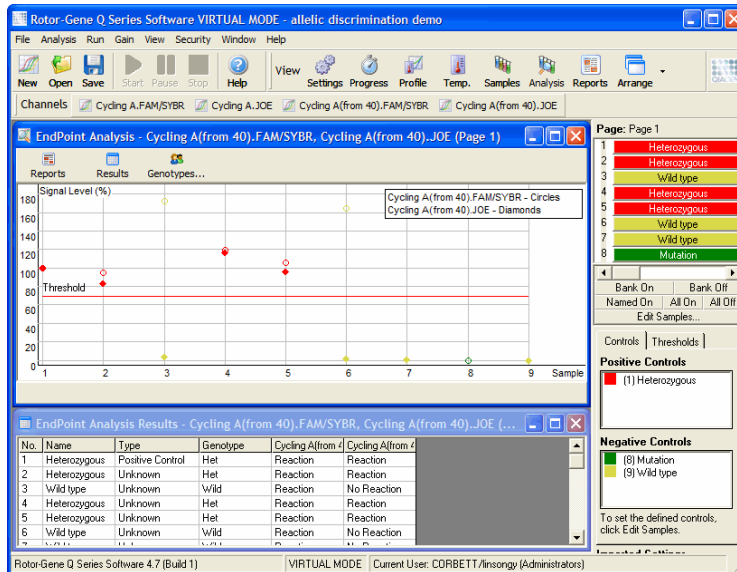 Rotor-Gene Q Series Software VIRTUAL MODE - allelic discrimination demo
File Analysis Run Gain View Security Window Help
New Open Save Start Pause Stop Help View Settings Progress Profile Temp. Samples Analysis Reports Arrange
Channels Cycling A.FAM/SYBR Cycling A.JOE Cycling A(from 40).FAM/SYBR Cycling A(from 40).JOE
EndPoint Analysis - Cycling A(from 40).FAM/SYBR, Cycling A(from 40).JOE (Page 1)
Reports Results Genotypes...
Signal Level (%)
Cycling A(from 40).FAM/SYBR - Circles
Cycling A(from 40).JOE - Diamonds
180
160
140
120
100
80
60
40
20
0
Threshold
1 2 3 4 5 6 7 8 9 Sample
EndPoint Analysis Results - Cycling A(from 40).FAM/SYBR, Cycling A(from 40).JOE (...
No. Name Type Genotype Cycling A(from 4 Cycling A(from 4
1 Heterozygous Positive Control Het Reaction Reaction
2 Heterozygous Unknown Het Reaction Reaction
3 Wild type Unknown Wild Reaction No Reaction
4 Heterozygous Unknown Het Reaction Reaction
5 Heterozygous Unknown Het Reaction Reaction
6 Wild type Unknown Wild Reaction No Reaction
Page: Page 1
1 Heterozygous
2 Heterozygous
3 Wild type
4 Heterozygous
5 Heterozygous
6 Wild type
7 Wild type
8 Mutation
Bank On Bank Off
Named On All On All Off
Edit Samples...
Controls Thresholds
Positive Controls
(1) Heterozygous
Negative Controls
(8) Mutation
(9) Wild type
To set the defined controls,
click Edit Samples.
Imported Settings
Rotor-Gene Q Series Software 4.7 (Build 1) VIRTUAL MODE Current User: CORBETT/linsongy (Administrators)